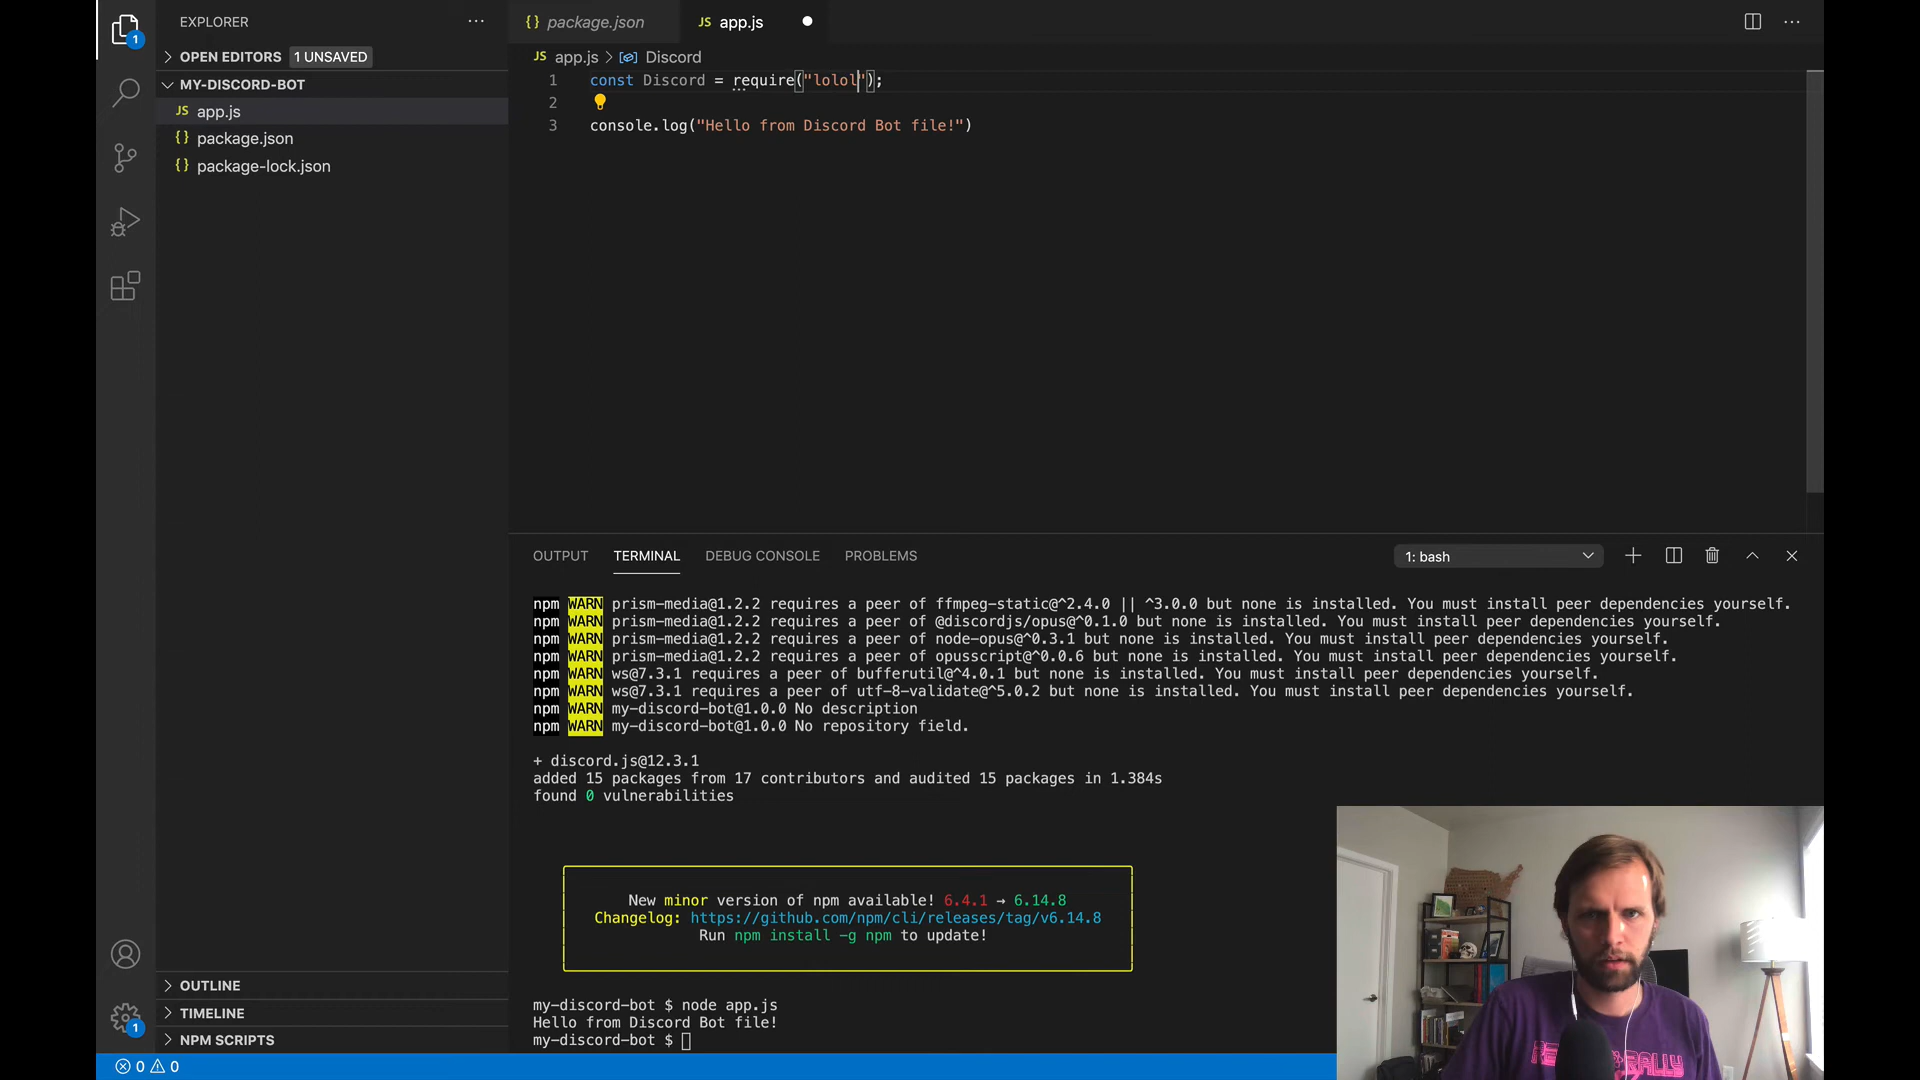 EXPLORER
OPEN EDITORS 1 UNSAVED
MY-DISCORD-BOT
JS app.js
{} package.json
{} package-lock.json
OUTLINE
TIMELINE
NPM SCRIPTS
1
1
0 0
{} package.json
JS app.js
JS app.js > Discord
1 const Discord = require("lolol");
2
3 console.log("Hello from Discord Bot file!")
OUTPUT TERMINAL DEBUG CONSOLE PROBLEMS
1: bash
npm WARN prism-media@1.2.2 requires a peer of ffmpeg-static@^2.4.0 || ^3.0.0 but none is installed. You must install peer dependencies yourself.
npm WARN prism-media@1.2.2 requires a peer of @discordjs/opus@^0.1.0 but none is installed. You must install peer dependencies yourself.
npm WARN prism-media@1.2.2 requires a peer of node-opus@^0.3.1 but none is installed. You must install peer dependencies yourself.
npm WARN prism-media@1.2.2 requires a peer of opusscript@^0.0.6 but none is installed. You must install peer dependencies yourself.
npm WARN ws@7.3.1 requires a peer of bufferutil@^4.0.1 but none is installed. You must install peer dependencies yourself.
npm WARN ws@7.3.1 requires a peer of utf-8-validate@^5.0.2 but none is installed. You must install peer dependencies yourself.
npm WARN my-discord-bot@1.0.0 No description
npm WARN my-discord-bot@1.0.0 No repository field.
+ discord.js@12.3.1
added 15 packages from 17 contributors and audited 15 packages in 1.384s
found 0 vulnerabilities
New minor version of npm available! 6.4.1 → 6.14.8
Changelog: https://github.com/npm/cli/releases/tag/v6.14.8
Run npm install -g npm to update!
my-discord-bot $ node app.js
Hello from Discord Bot file!
my-discord-bot $